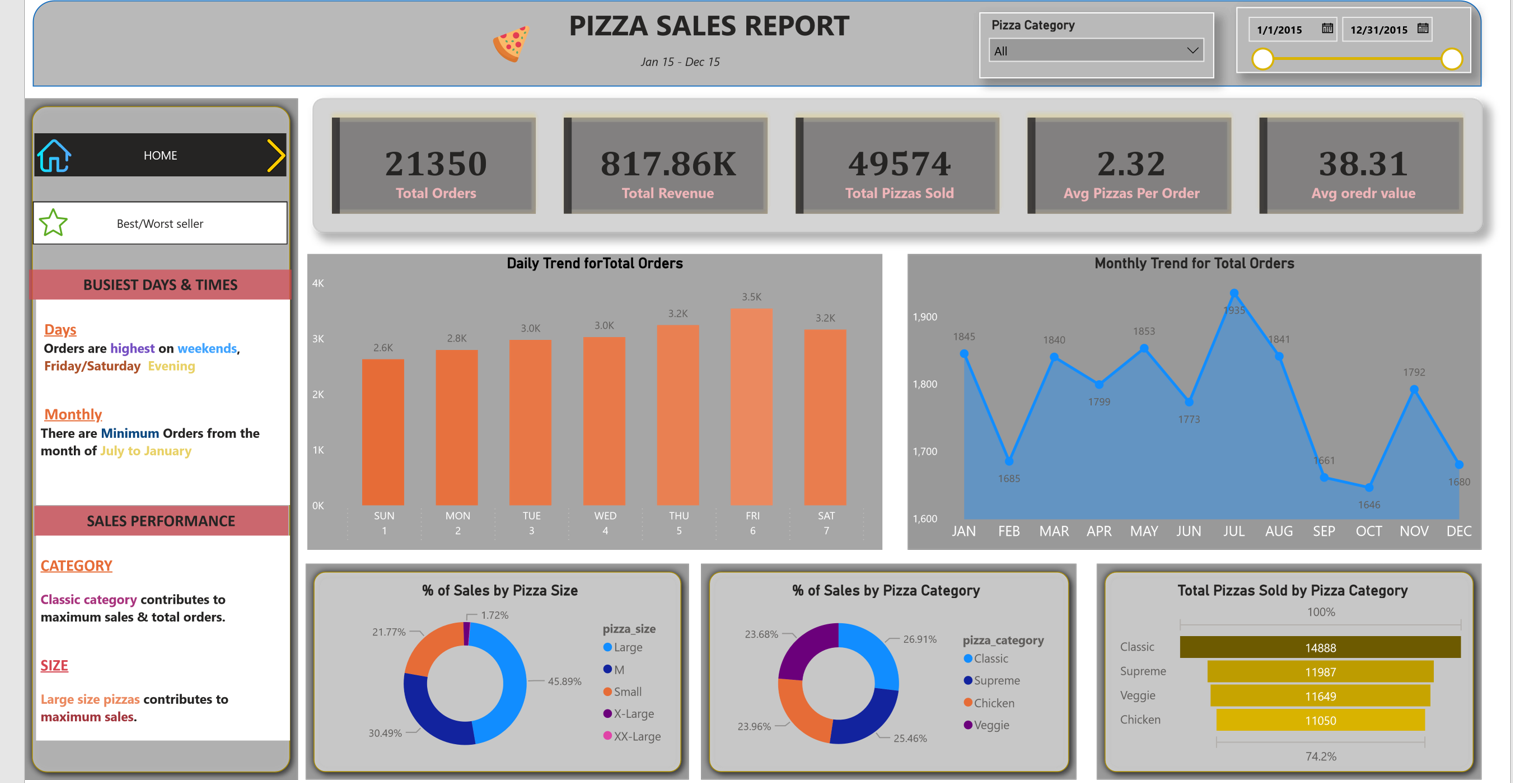 PIZZA SALES REPORT
Jan 15 - Dec 15
Pizza Category
All
1/1/2015
12/31/2015
HOME
Best/Worst seller
BUSIEST DAYS & TIMES
Days
Orders are highest on weekends,
Friday/Saturday Evening
Monthly
There are Minimum Orders from the
month of July to January
SALES PERFORMANCE
CATEGORY
Classic category contributes to
maximum sales & total orders.
SIZE
Large size pizzas contributes to
maximum sales.
21350
Total Orders
817.86K
Total Revenue
49574
Total Pizzas Sold
2.32
Avg Pizzas Per Order
38.31
Avg oredr value
Daily Trend forTotal Orders
4K
3K
2K
1K
0K
2.6K
2.8K
3.0K
3.0K
3.2K
3.5K
3.2K
SUN MON TUE WED THU FRI SAT
1 2 3 4 5 6 7
Monthly Trend for Total Orders
1,900
1,800
1,700
1,600
1845
1685
1840
1799
1853
1773
1935
1841
1661
1646
1792
1680
JAN FEB MAR APR MAY JUN JUL AUG SEP OCT NOV DEC
% of Sales by Pizza Size
1.72%
21.77%
45.89%
30.49%
pizza_size
Large
M
Small
X-Large
XX-Large
% of Sales by Pizza Category
23.68%
26.91%
23.96%
25.46%
pizza_category
Classic
Supreme
Chicken
Veggie
Total Pizzas Sold by Pizza Category
100%
Classic 14888
Supreme 11987
Veggie 11649
Chicken 11050
74.2%